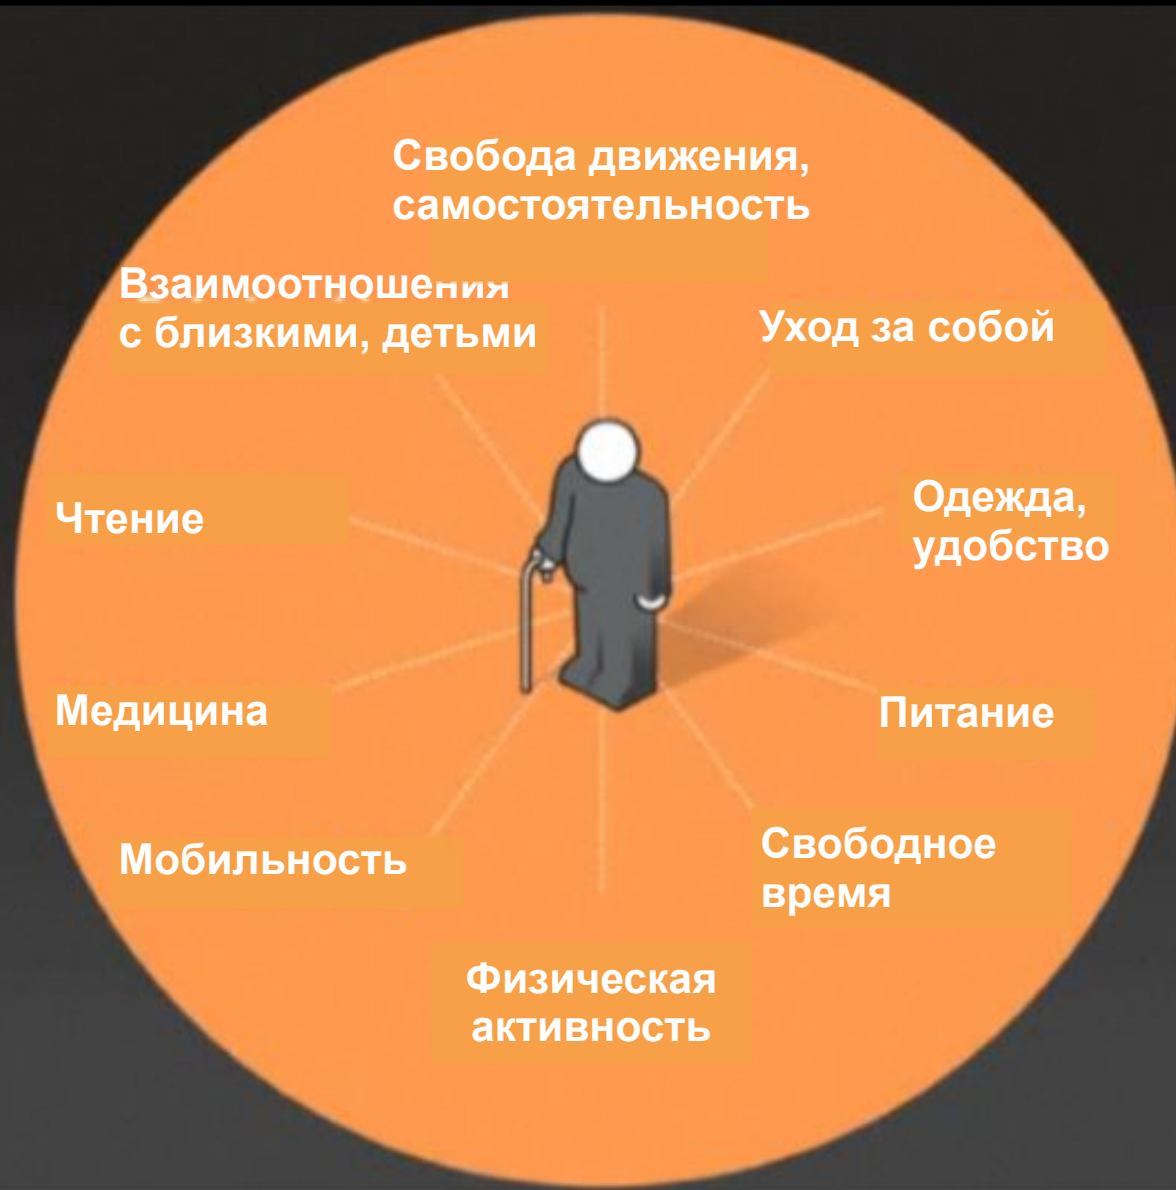 Свобода движения,
самостоятельность
Взаимоотношения
с близкими, детьми
Уход за собой
Чтение
Одежда,
удобство
Медицина
Питание
Мобильность
Свободное
время
Физическая
активность